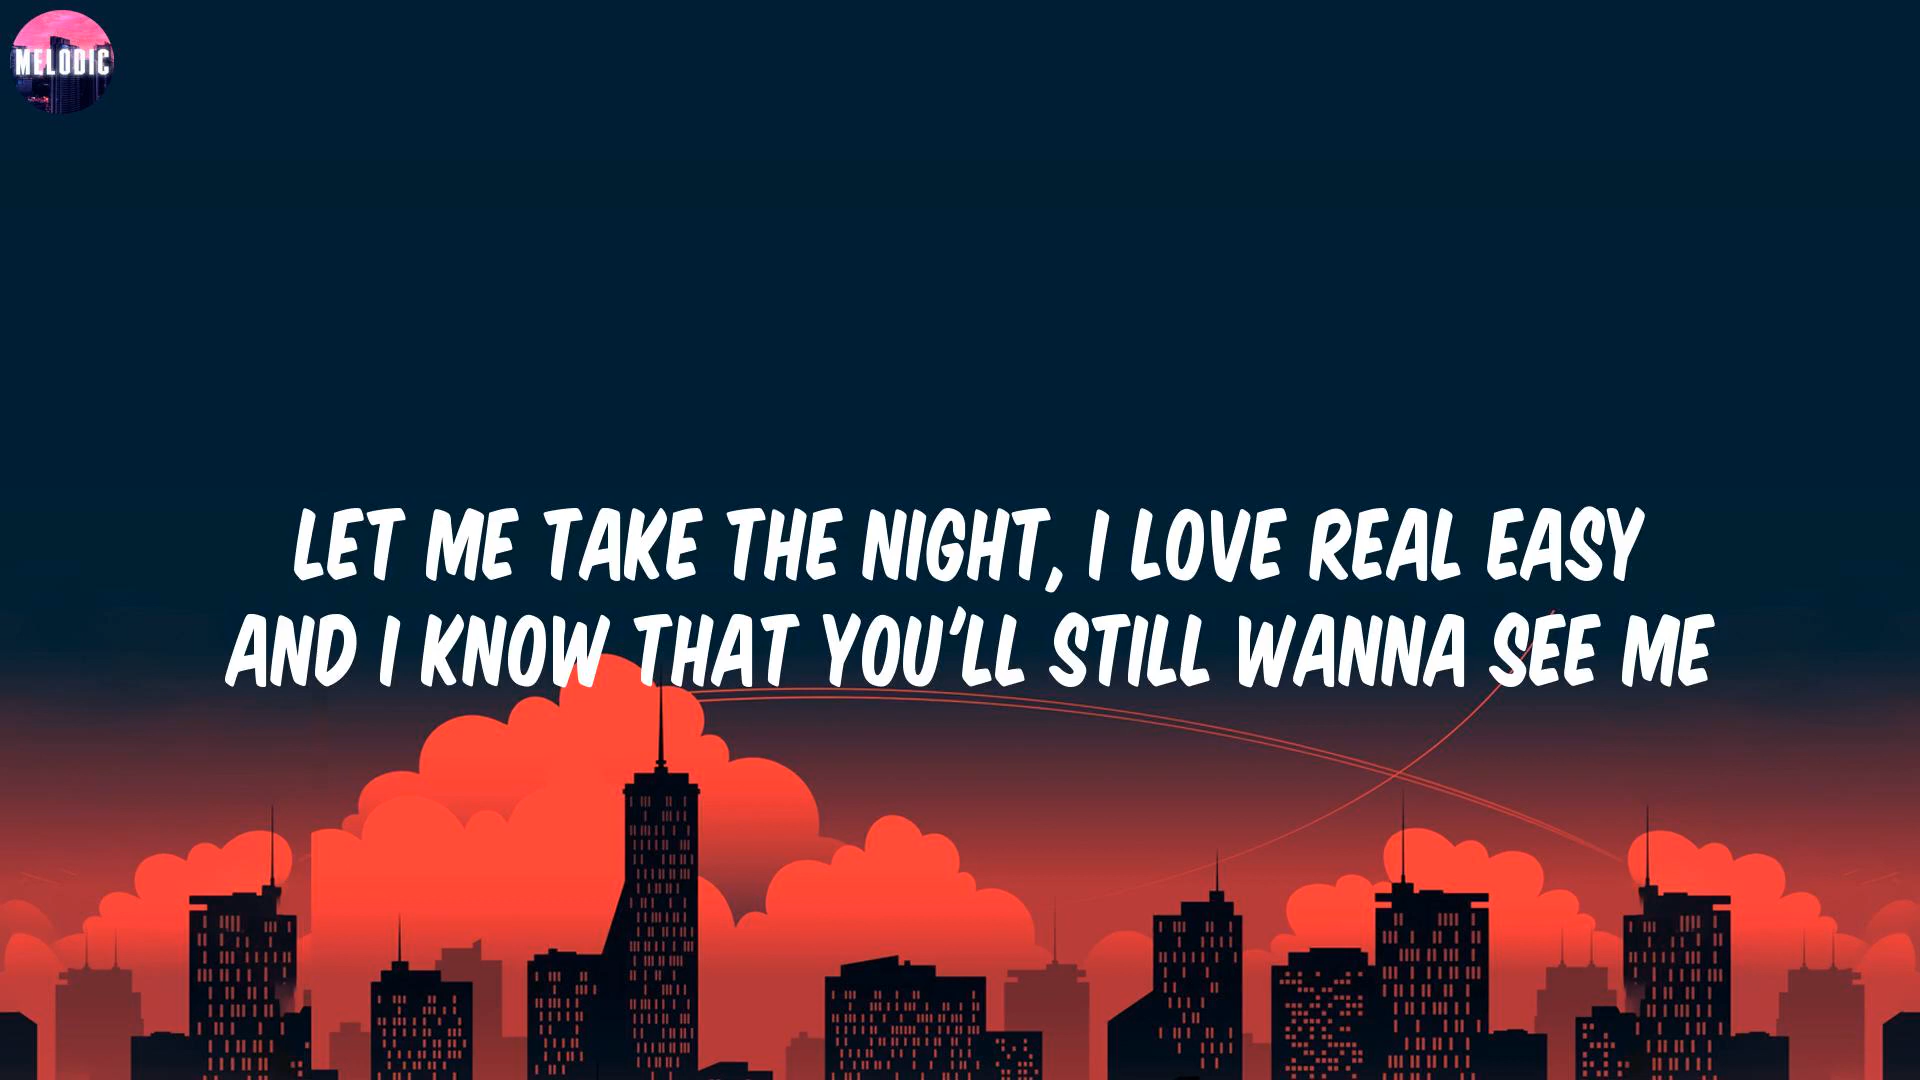 MELODIC
LET ME TAKE THE NIGHT, I LOVE REAL EASY
AND I KNOW THAT YOU'LL STILL WANNA SEE ME